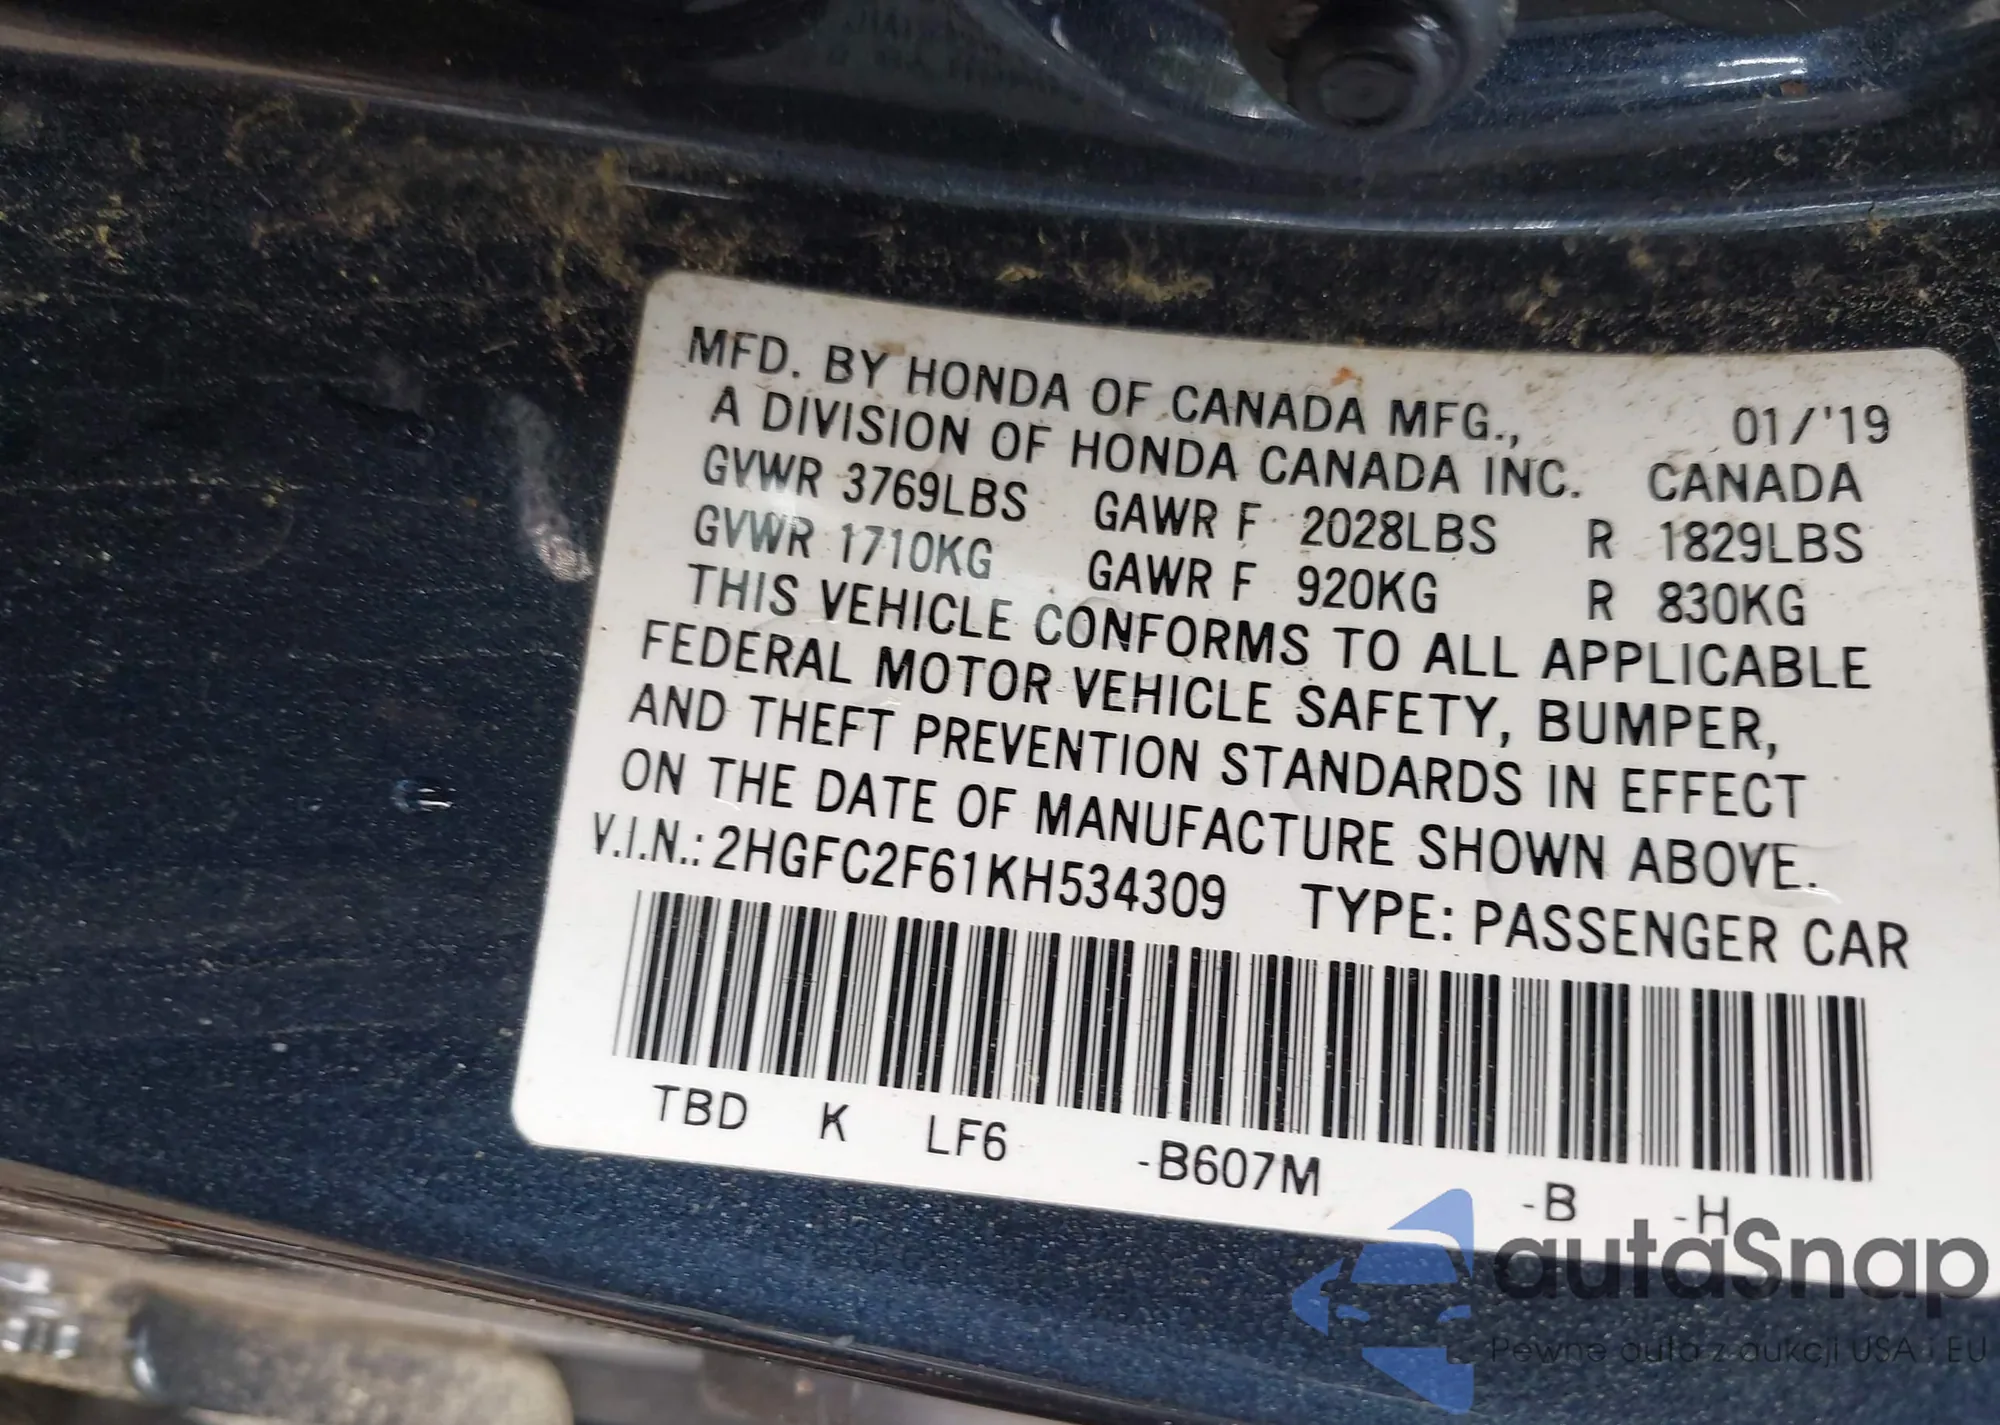 MFD. BY HONDA OF CANADA MFG., 01/'19
A DIVISION OF HONDA CANADA INC. CANADA
GVWR 3769LBS GAWR F 2028LBS R 1829LBS
GVWR 1710KG GAWR F 920KG R 830KG
THIS VEHICLE CONFORMS TO ALL APPLICABLE
FEDERAL MOTOR VEHICLE SAFETY, BUMPER,
AND THEFT PREVENTION STANDARDS IN EFFECT
ON THE DATE OF MANUFACTURE SHOWN ABOVE.
V.I.N.: 2HGFC2F61KH534309 TYPE: PASSENGER CAR
TBD K LF6 -B607M -B -H
autaSnap
Pewne auta z aukcji USA i EU